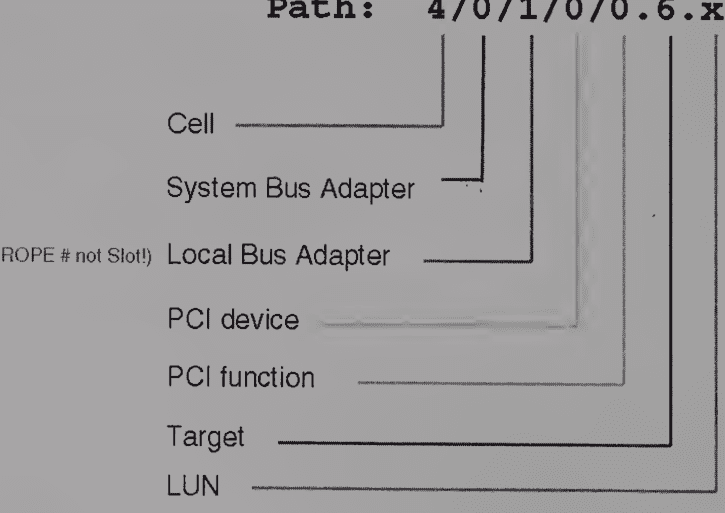 Path: 4/0/1/0/0.6.x
Cell
System Bus Adapter
ROPE # not Slot!) Local Bus Adapter
PCI device
PCI function
Target
LUN